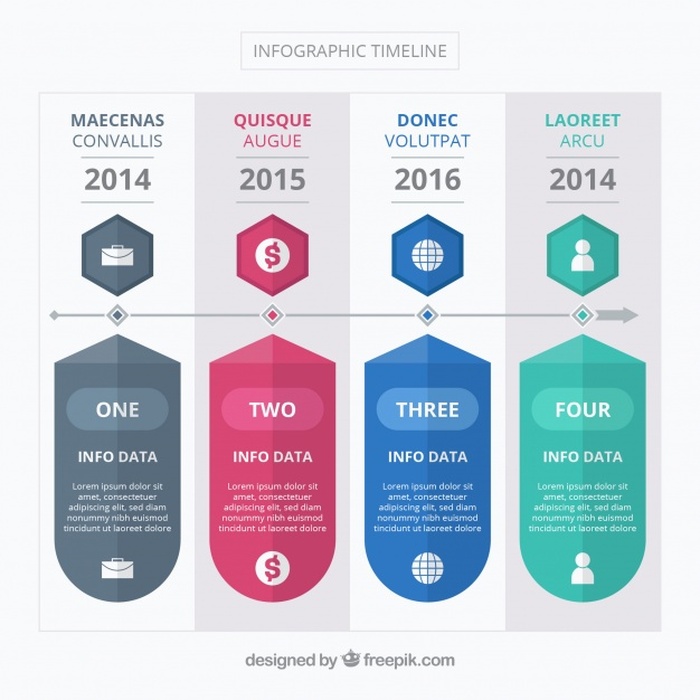 INFOGRAPHIC TIMELINE
MAECENAS
CONVALLIS
2014
QUISQUE
AUGUE
2015
DONEC
VOLUTPAT
2016
LAOREET
ARCU
2014
$
ONE
INFO DATA
Lorem ipsum dolor sit
amet, consectetuer
adipiscing elit, sed diam
nonummy nibh euismod
tincidunt ut laoreet dolore
TWO
INFO DATA
Lorem ipsum dolor sit
amet, consectetuer
adipiscing elit, sed diam
nonummy nibh euismod
tincidunt ut laoreet dolore
$
THREE
INFO DATA
Lorem ipsum dolor sit
amet, consectetuer
adipiscing elit, sed diam
nonummy nibh euismod
tincidunt ut laoreet dolore
FOUR
INFO DATA
Lorem ipsum dolor sit
amet, consectetuer
adipiscing elit, sed diam
nonummy nibh euismod
tincidunt ut laoreet dolore
designed by freepik.com